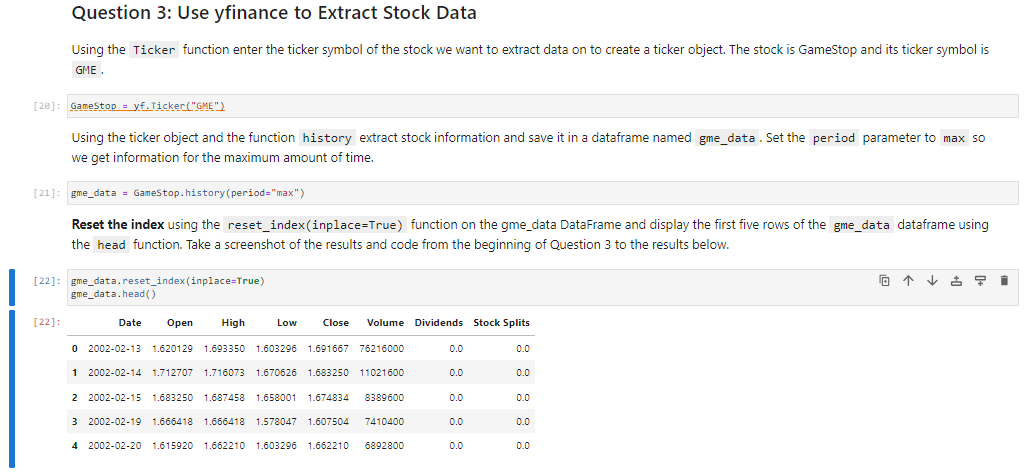 Question 3: Use yfinance to Extract Stock Data
Using the Ticker function enter the ticker symbol of the stock we want to extract data on to create a ticker object. The stock is GameStop and its ticker symbol is
GME .
[20]: GameStop = yf.Ticker("GME")
Using the ticker object and the function history extract stock information and save it in a dataframe named gme_data . Set the period parameter to max so
we get information for the maximum amount of time.
[21]: gme_data = GameStop.history(period="max")
Reset the index using the reset_index(inplace=True) function on the gme_data DataFrame and display the first five rows of the gme_data dataframe using
the head function. Take a screenshot of the results and code from the beginning of Question 3 to the results below.
[22]: gme_data.reset_index(inplace=True)
gme_data.head()
[22]: Date Open High Low Close Volume Dividends Stock Splits
0 2002-02-13 1.620129 1.693350 1.603296 1.691667 76216000 0.0 0.0
1 2002-02-14 1.712707 1.716073 1.670626 1.683250 11021600 0.0 0.0
2 2002-02-15 1.683250 1.687458 1.658001 1.674834 8389600 0.0 0.0
3 2002-02-19 1.666418 1.666418 1.578047 1.607504 7410400 0.0 0.0
4 2002-02-20 1.615920 1.662210 1.603296 1.662210 6892800 0.0 0.0